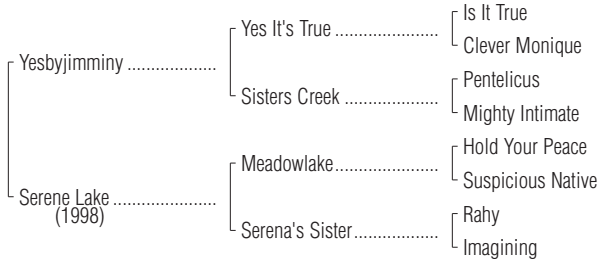 Is It True
Yes It's True ....................
Clever Monique
Yesbyjimminy ..................
Pentelicus
Sisters Creek ..................
Mighty Intimate
Hold Your Peace
Meadowlake....................
Suspicious Native
Serene Lake .....................
(1998)
Rahy
Serena's Sister.................
Imagining